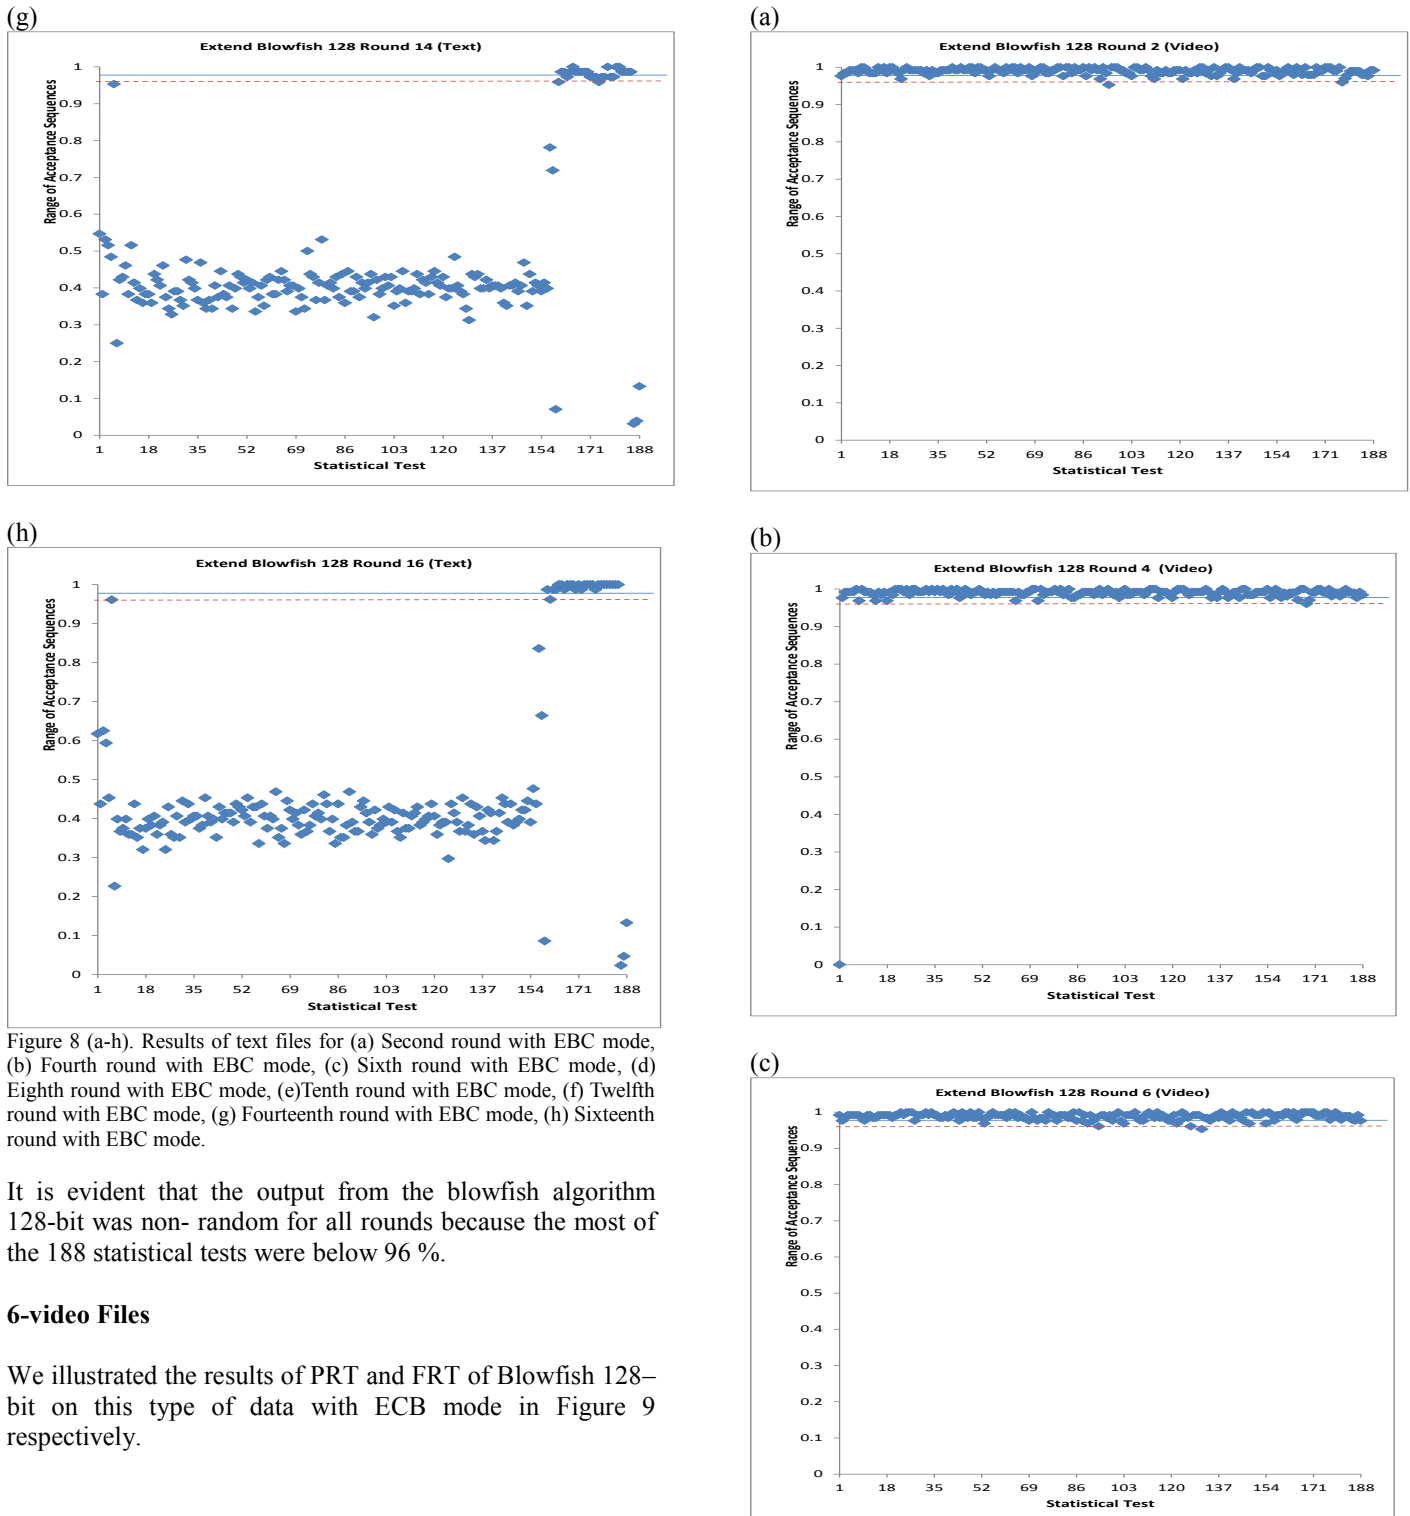 (g)
Extend Blowfish 128 Round 14 (Text)
Range of Acceptance Sequences
1
0.9
0.8
0.7
0.6
0.5
0.4
0.3
0.2
0.1
0
1 18 35 52 69 86 103 120 137 154 171 188
Statistical Test
(h)
Extend Blowfish 128 Round 16 (Text)
Range of Acceptance Sequences
1
0.9
0.8
0.7
0.6
0.5
0.4
0.3
0.2
0.1
0
1 18 35 52 69 86 103 120 137 154 171 188
Statistical Test
Figure 8 (a-h). Results of text files for (a) Second round with EBC mode,
(b) Fourth round with EBC mode, (c) Sixth round with EBC mode, (d)
Eighth round with EBC mode, (e)Tenth round with EBC mode, (f) Twelfth
round with EBC mode, (g) Fourteenth round with EBC mode, (h) Sixteenth
round with EBC mode.
It is evident that the output from the blowfish algorithm
128-bit was non- random for all rounds because the most of
the 188 statistical tests were below 96 %.
6-video Files
We illustrated the results of PRT and FRT of Blowfish 128–
bit on this type of data with ECB mode in Figure 9
respectively.
(a)
Extend Blowfish 128 Round 2 (Video)
Range of Acceptance Sequences
1
0.9
0.8
0.7
0.6
0.5
0.4
0.3
0.2
0.1
0
1 18 35 52 69 86 103 120 137 154 171 188
Statistical Test
(b)
Extend Blowfish 128 Round 4 (Video)
Range of Acceptance Sequences
1
0.9
0.8
0.7
0.6
0.5
0.4
0.3
0.2
0.1
0
1 18 35 52 69 86 103 120 137 154 171 188
Statistical Test
(c)
Extend Blowfish 128 Round 6 (Video)
Range of Acceptance Sequences
1
0.9
0.8
0.7
0.6
0.5
0.4
0.3
0.2
0.1
0
1 18 35 52 69 86 103 120 137 154 171 188
Statistical Test